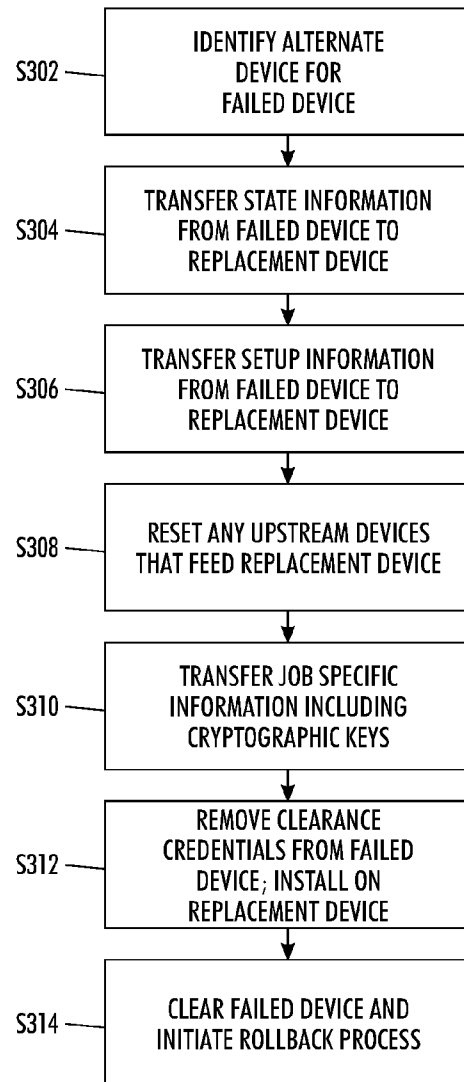 IDENTIFY ALTERNATE
S302
DEVICE FOR
FAILED DEVICE
TRANSFER STATE INFORMATION
S304
FROM FAILED DEVICE TO
REPLACEMENT DEVICE
TRANSFER SETUP INFORMATION
S306
FROM FAILED DEVICE TO
REPLACEMENT DEVICE
RESET ANY UPSTREAM DEVICES
S308
THAT FEED REPLACEMENT DEVICE
TRANSFER JOB SPECIFIC
S310
INFORMATION INCLUDING
CRYPTOGRAPHIC KEYS
REMOVE CLEARANCE
CREDENTIALS FROM FAILED
S312
DEVICE; INSTALL ON
REPLACEMENT DEVICE
CLEAR FAILED DEVICE AND
S314
INITIATE ROLLBACK PROCESS